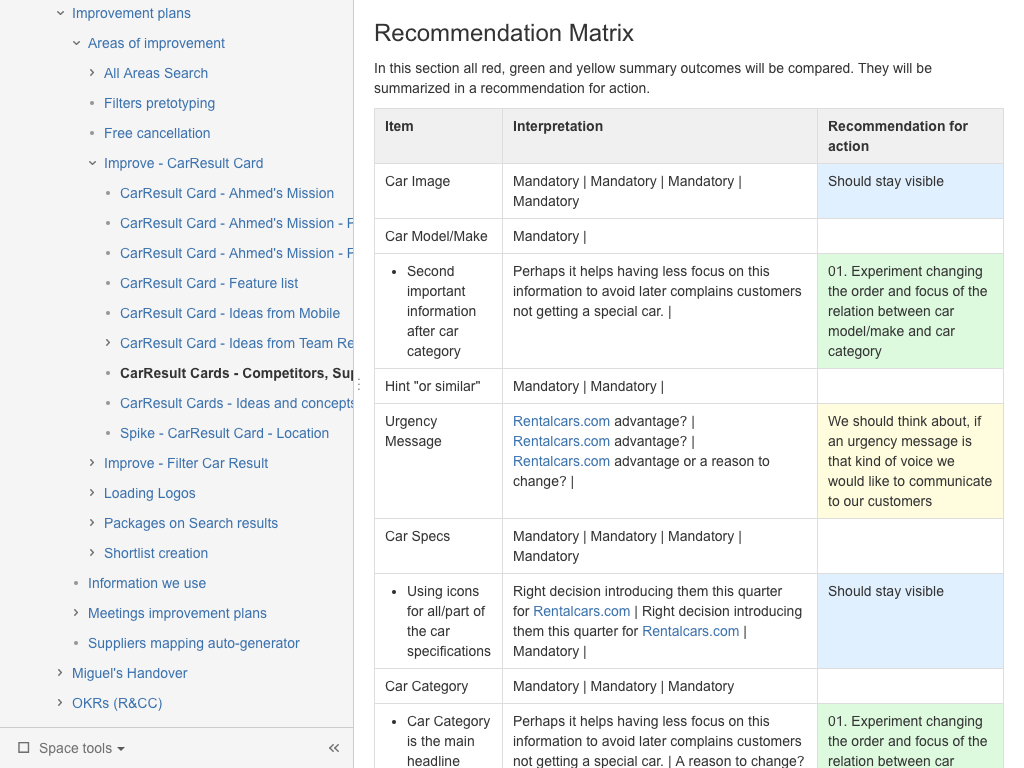 Improvement plans
Areas of improvement
All Areas Search
Filters pretotyping
Free cancellation
Improve - CarResult Card
CarResult Card - Ahmed's Mission
CarResult Card - Ahmed's Mission - P
CarResult Card - Ahmed's Mission - P
CarResult Card - Feature list
CarResult Card - Ideas from Mobile
CarResult Card - Ideas from Team Re
CarResult Cards - Competitors, Sup
CarResult Cards - Ideas and concepts
Spike - CarResult Card - Location
Improve - Filter Car Result
Loading Logos
Packages on Search results
Shortlist creation
Information we use
Meetings improvement plans
Suppliers mapping auto-generator
Miguel's Handover
OKRs (R&CC)
Space tools
Recommendation Matrix
In this section all red, green and yellow summary outcomes will be compared. They will be
summarized in a recommendation for action.
Item
Interpretation
Recommendation for
action
Car Image
Mandatory | Mandatory | Mandatory |
Mandatory
Should stay visible
Car Model/Make
Mandatory |
• Second
important
information
after car
category
Perhaps it helps having less focus on this
information to avoid later complains customers
not getting a special car. |
01. Experiment changing
the order and focus of the
relation between car
model/make and car
category
Hint "or similar"
Mandatory | Mandatory |
Urgency
Message
Rentalcars.com advantage? |
Rentalcars.com advantage? |
Rentalcars.com advantage or a reason to
change? |
We should think about, if
an urgency message is
that kind of voice we
would like to communicate
to our customers
Car Specs
Mandatory | Mandatory | Mandatory |
Mandatory
• Using icons
for all/part of
the car
specifications
Right decision introducing them this quarter
for Rentalcars.com | Right decision introducing
them this quarter for Rentalcars.com |
Mandatory |
Should stay visible
Car Category
Mandatory | Mandatory | Mandatory
• Car Category
is the main
headline
Perhaps it helps having less focus on this
information to avoid later complains customers
not getting a special car. | A reason to change?
01. Experiment changing
the order and focus of the
relation between car